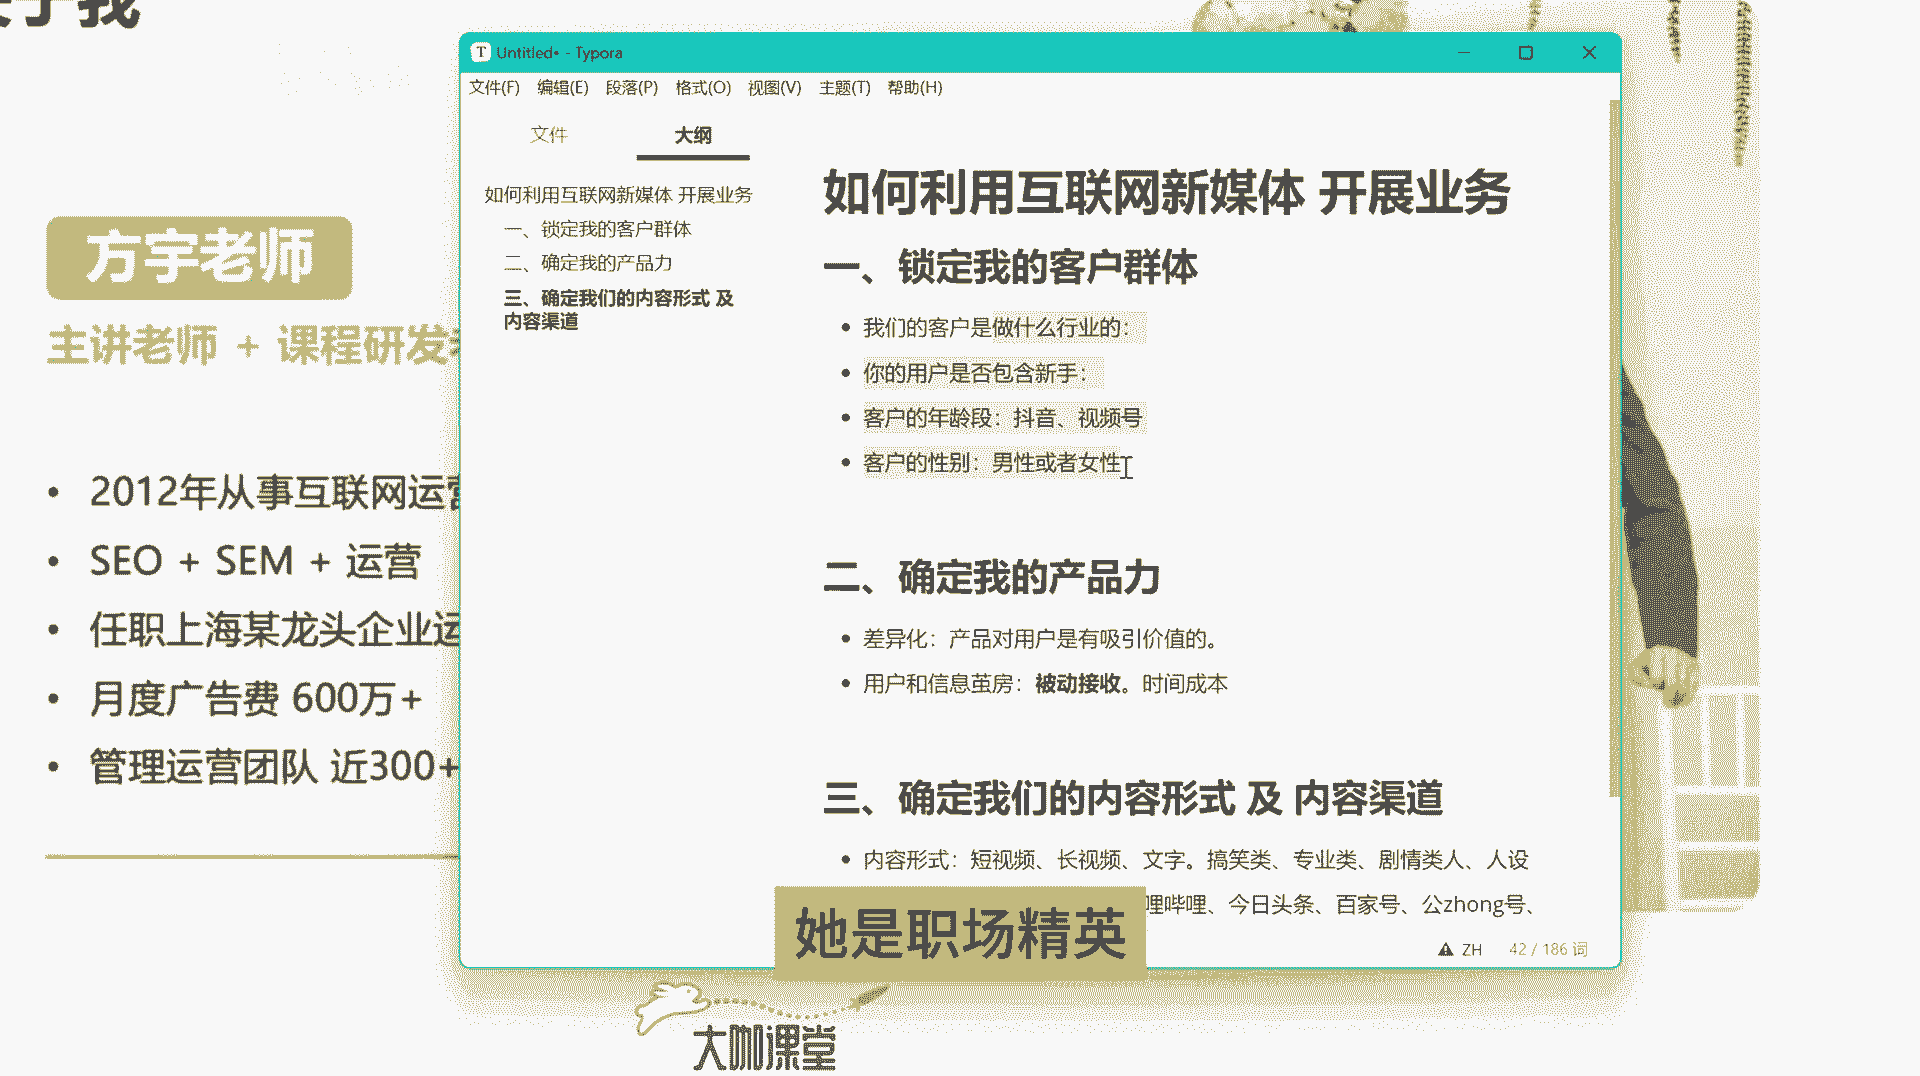 关于我
Untitled• - Typora
文件(F) 编辑(E) 段落(P) 格式(O) 视图(V) 主题(T) 帮助(H)
文件 大纲
如何利用互联网新媒体 开展业务
一、锁定我的客户群体
二、确定我的产品力
三、确定我们的内容形式 及
内容渠道
如何利用互联网新媒体 开展业务
一、锁定我的客户群体
• 我们的客户是做什么行业的：
• 你的用户是否包含新手：
• 客户的年龄段：抖音、视频号
• 客户的性别：男性或者女性
二、确定我的产品力
• 差异化：产品对用户是有吸引价值的。
• 用户和信息茧房：被动接收。时间成本
三、确定我们的内容形式 及 内容渠道
• 内容形式：短视频、长视频、文字。搞笑类、专业类、剧情类人、人设
哩哔哩、今日头条、百家号、公zhong号、
ZH 42 / 186 词
方宇老师
主讲老师 + 课程研发
• 2012年从事互联网运营
• SEO + SEM + 运营
• 任职上海某龙头企业运
• 月度广告费 600万+
• 管理运营团队 近300+
她是职场精英
大咖课堂